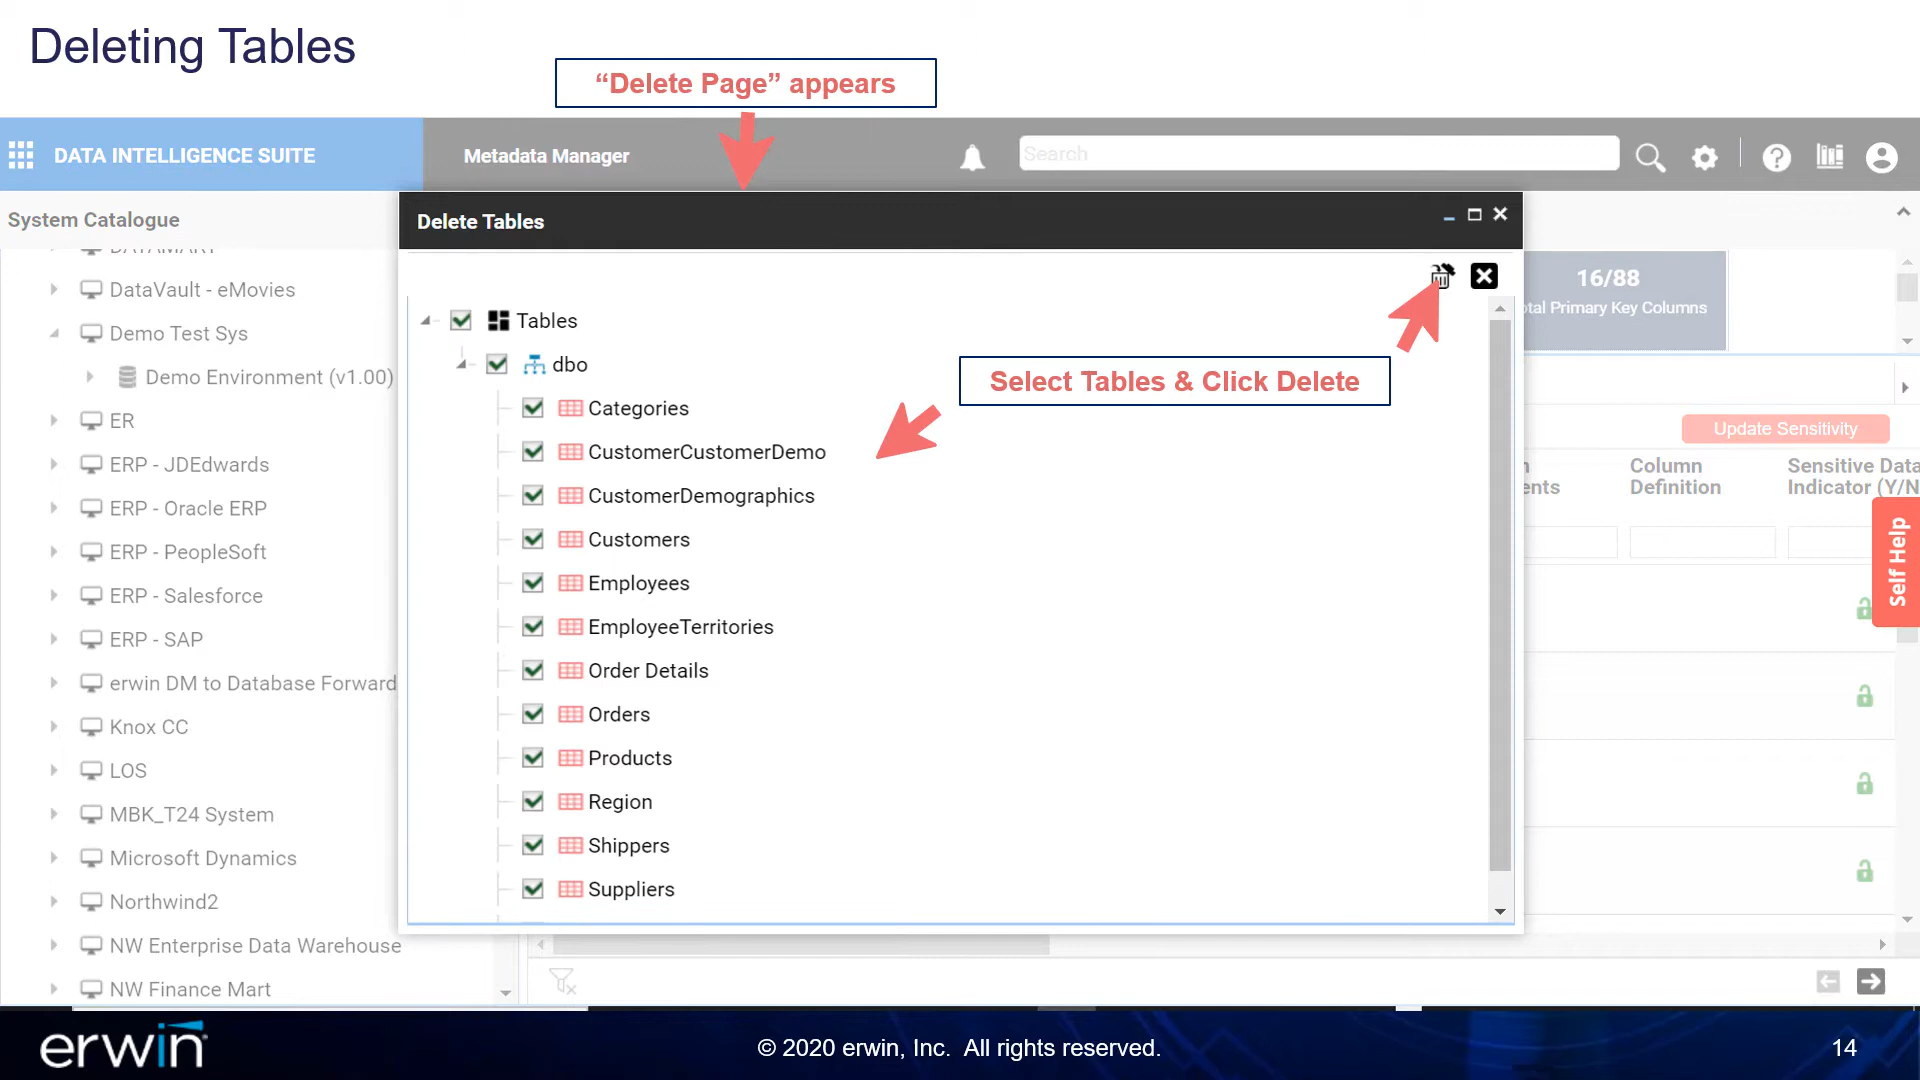 Deleting Tables
“Delete Page” appears
DATA INTELLIGENCE SUITE
Metadata Manager
Search
System Catalogue
DATAMART
DataVault - eMovies
Demo Test Sys
Demo Environment (v1.00)
ER
ERP - JDEdwards
ERP - Oracle ERP
ERP - PeopleSoft
ERP - Salesforce
ERP - SAP
erwin DM to Database Forward
Knox CC
LOS
MBK_T24 System
Microsoft Dynamics
Northwind2
NW Enterprise Data Warehouse
NW Finance Mart
Delete Tables
Tables
dbo
Categories
CustomerCustomerDemo
CustomerDemographics
Customers
Employees
EmployeeTerritories
Order Details
Orders
Products
Region
Shippers
Suppliers
Select Tables & Click Delete
16/88
tal Primary Key Columns
Update Sensitivity
ents
Column
Definition
Sensitive Data
Indicator (Y/N
Self Help
erwin
© 2020 erwin, Inc. All rights reserved.
14